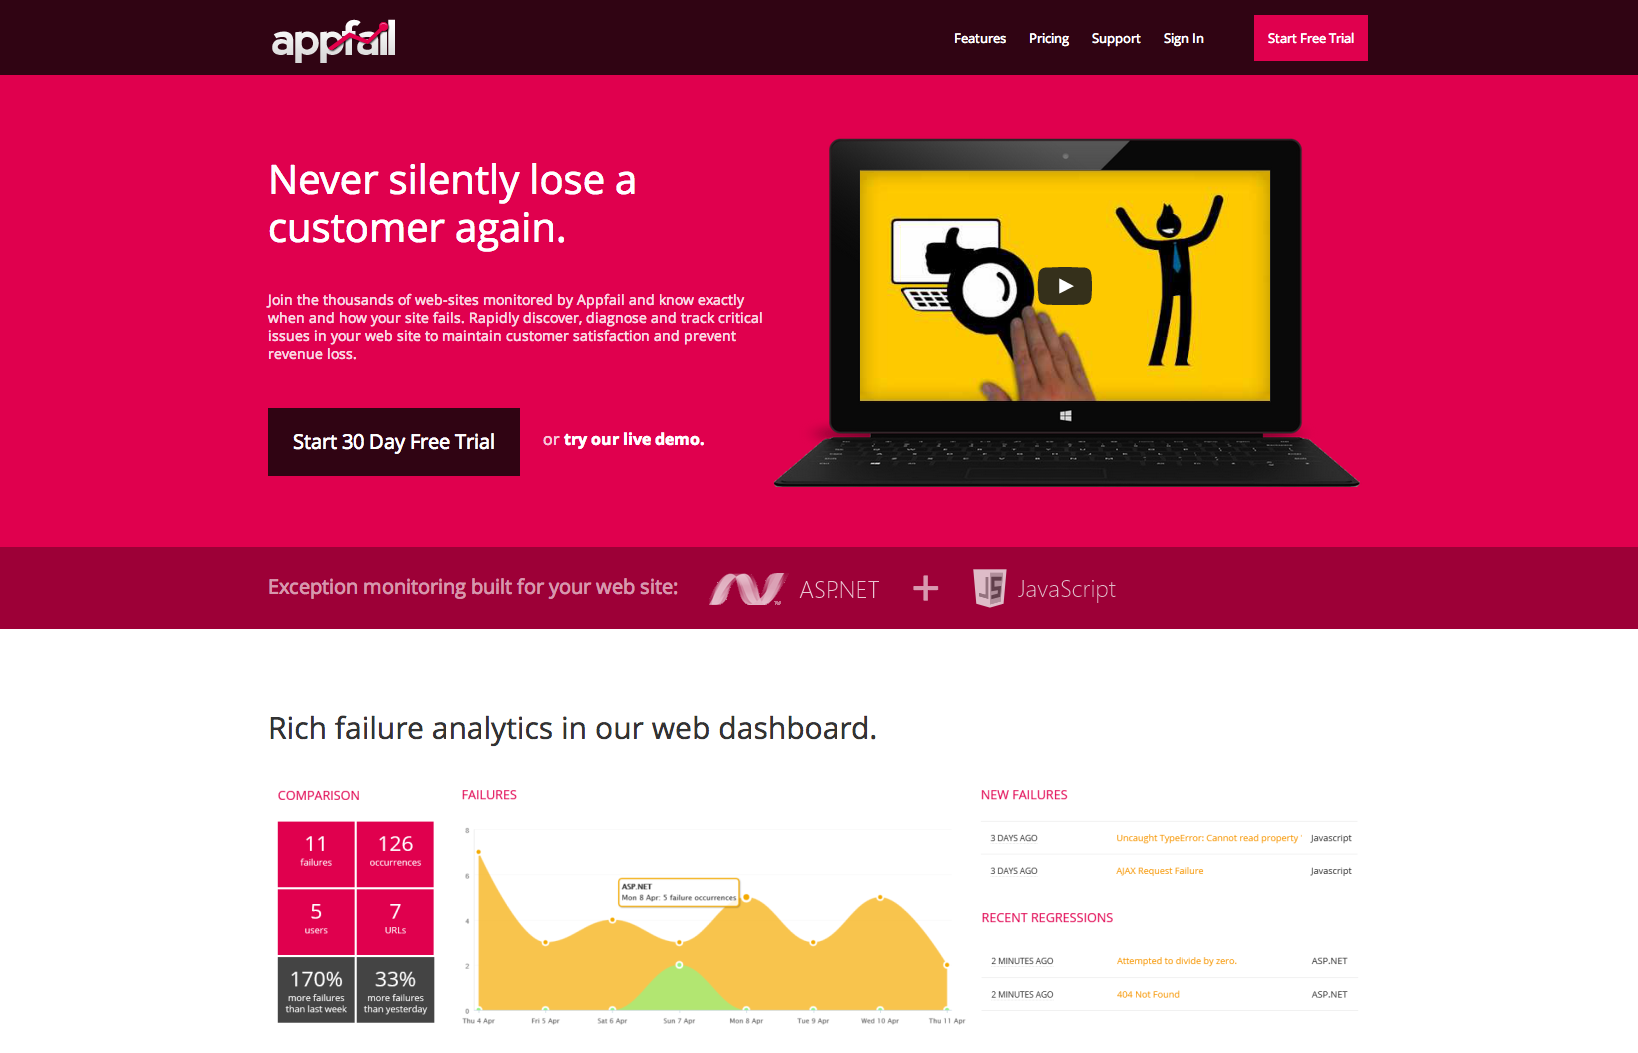 appfail
Features Pricing Support Sign In Start Free Trial
Never silently lose a
customer again.
Join the thousands of web-sites monitored by Appfail and know exactly
when and how your site fails. Rapidly discover, diagnose and track critical
issues in your web site to maintain customer satisfaction and prevent
revenue loss.
Start 30 Day Free Trial or try our live demo.
Exception monitoring built for your web site: TM ASP.NET + JS JavaScript
Rich failure analytics in our web dashboard.
COMPARISON
11
failures
126
occurrences
5
users
7
URLs
170%
more failures
than last week
33%
more failures
than yesterday
FAILURES
8
6
4
2
0
ASP.NET
Mon 8 Apr: 5 failure occurrences
Thu 4 Apr Fri 5 Apr Sat 6 Apr Sun 7 Apr Mon 8 Apr Tue 9 Apr Wed 10 Apr Thu 11 Apr
NEW FAILURES
3 DAYS AGO Uncaught TypeError: Cannot read property ' Javascript
3 DAYS AGO AJAX Request Failure Javascript
RECENT REGRESSIONS
2 MINUTES AGO Attempted to divide by zero. ASP.NET
2 MINUTES AGO 404 Not Found ASP.NET